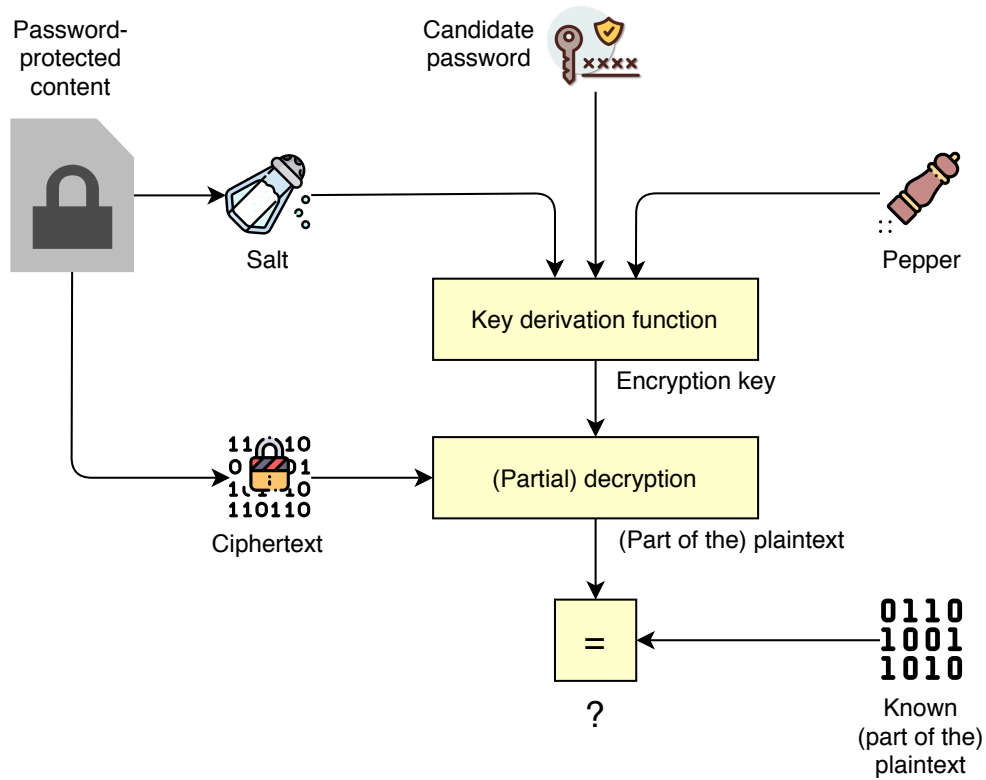 Password-
protected
content
Candidate
password
xxxx
Salt
Pepper
Key derivation function
Encryption key
(Partial) decryption
110110
Ciphertext
(Part of the) plaintext
=
?
0110
1001
1010
Known
(part of the)
plaintext